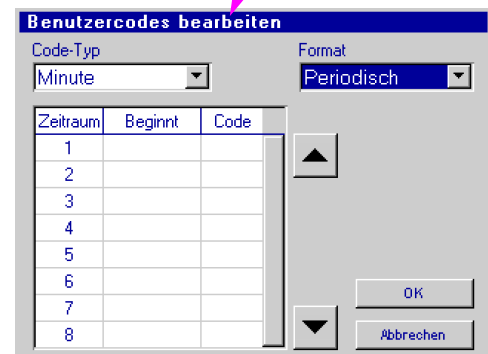 Benutzercodes bearbeiten
Code-Typ Format
Minute Periodisch
Zeitraum Beginnt Code
1
2
3
4
5
6
7
8
OK
Abbrechen